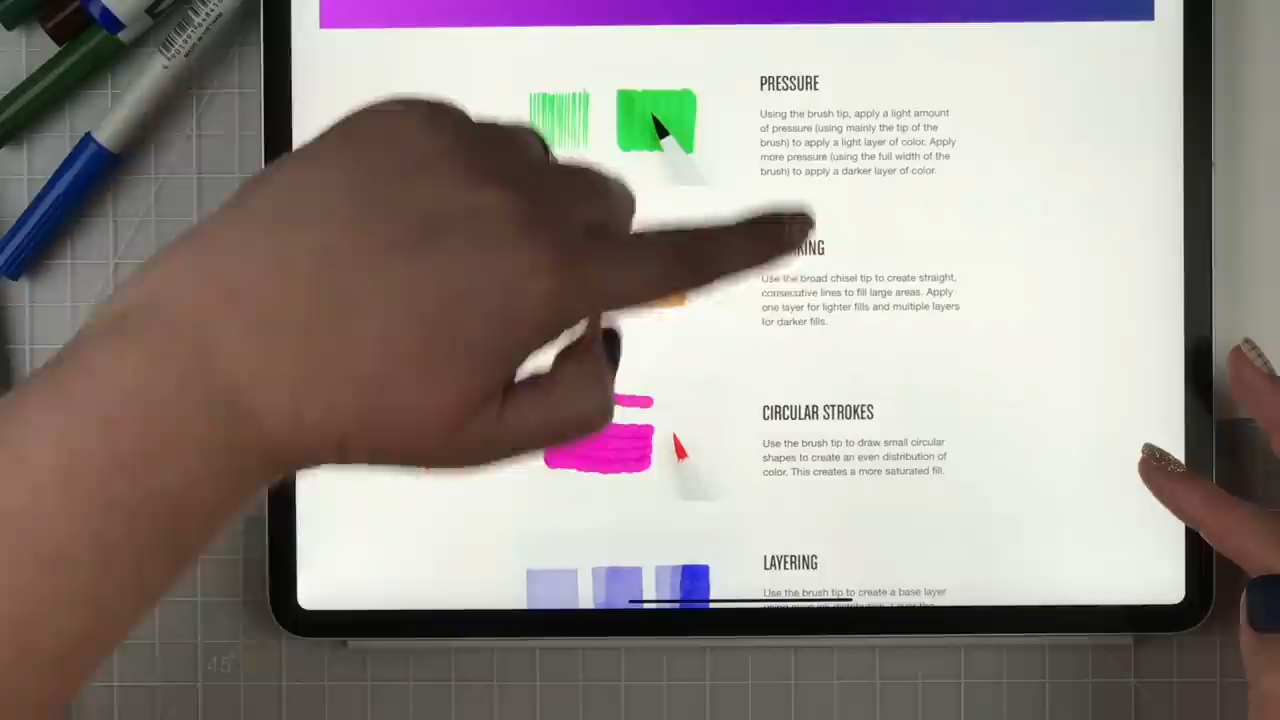 PRESSURE
Using the brush tip, apply a light amount
of pressure (using mainly the tip of the
brush) to apply a light layer of color. Apply
more pressure (using the full width of the
brush) to apply a darker layer of color.
Use the broad chisel tip to create straight,
consecutive lines to fill large areas. Apply
one layer for lighter fills and multiple layers
for darker fills.
CIRCULAR STROKES
Use the brush tip to draw small circular
shapes to create an even distribution of
color. This creates a more saturated fill.
LAYERING
Use the brush tip to create a base layer
45°